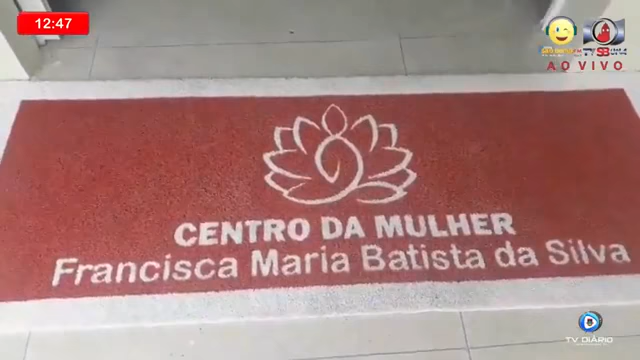 12:47
AO VIVO
CENTRO DA MULHER
Francisca Maria Batista da Silva
TV DIÁRIO